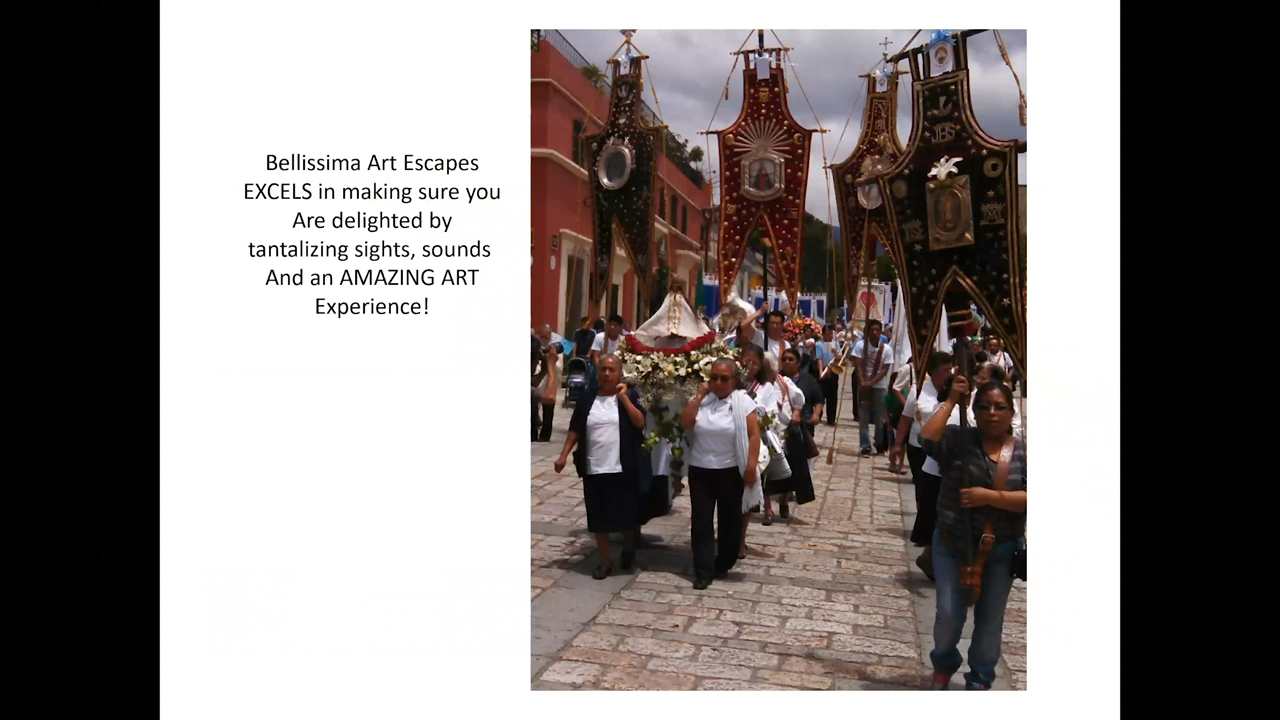 Bellissima Art Escapes
EXCELS in making sure you
Are delighted by
tantalizing sights, sounds
And an AMAZING ART
Experience!
JHS